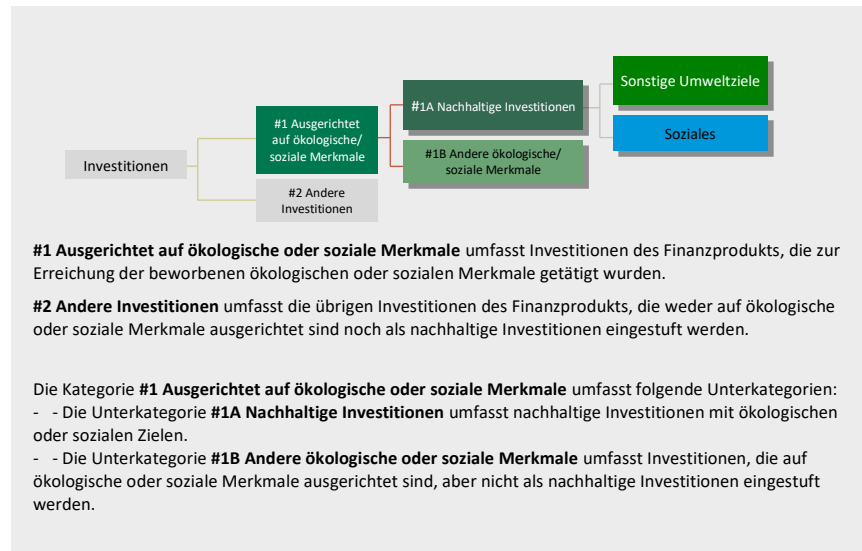 Sonstige Umweltziele
#1A Nachhaltige Investitionen
#1 Ausgerichtet
auf ökologische/
soziale Merkmale
Soziales
#1B Andere ökologische/
soziale Merkmale
Investitionen
#2 Andere
Investitionen
#1 Ausgerichtet auf ökologische oder soziale Merkmale umfasst Investitionen des Finanzprodukts, die zur
Erreichung der beworbenen ökologischen oder sozialen Merkmale getätigt wurden.
#2 Andere Investitionen umfasst die übrigen Investitionen des Finanzprodukts, die weder auf ökologische
oder soziale Merkmale ausgerichtet sind noch als nachhaltige Investitionen eingestuft werden.
Die Kategorie #1 Ausgerichtet auf ökologische oder soziale Merkmale umfasst folgende Unterkategorien:
- - Die Unterkategorie #1A Nachhaltige Investitionen umfasst nachhaltige Investitionen mit ökologischen
oder sozialen Zielen.
- - Die Unterkategorie #1B Andere ökologische oder soziale Merkmale umfasst Investitionen, die auf
ökologische oder soziale Merkmale ausgerichtet sind, aber nicht als nachhaltige Investitionen eingestuft
werden.